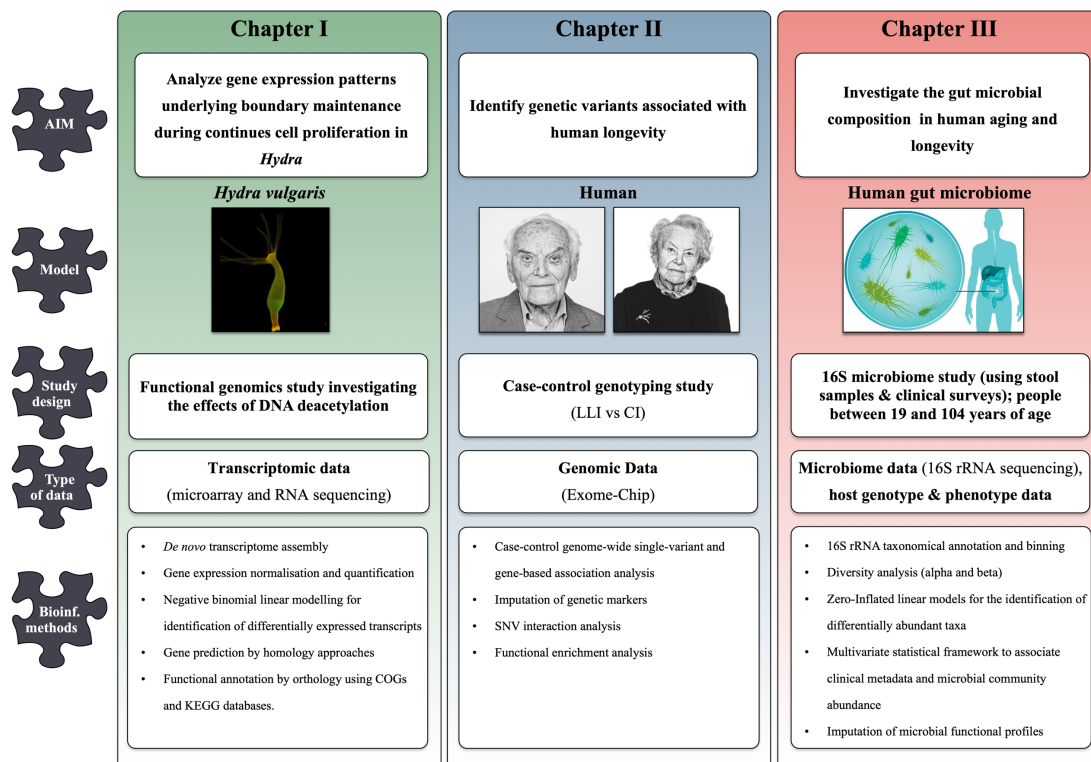 Chapter I
Chapter II
Chapter III
AIM
Analyze gene expression patterns
underlying boundary maintenance
during continues cell proliferation in
Hydra
Identify genetic variants associated with
human longevity
Investigate the gut microbial
composition in human aging and
longevity
Model
Hydra vulgaris
Human
Human gut microbiome
Study
design
Functional genomics study investigating
the effects of DNA deacetylation
Case-control genotyping study
(LLI vs CI)
16S microbiome study (using stool
samples & clinical surveys); people
between 19 and 104 years of age
Type
of data
Transcriptomic data
(microarray and RNA sequencing)
Genomic Data
(Exome-Chip)
Microbiome data (16S rRNA sequencing),
host genotype & phenotype data
Bioinf.
methods
• De novo transcriptome assembly
• Gene expression normalisation and quantification
• Negative binomial linear modelling for
identification of differentially expressed transcripts
• Gene prediction by homology approaches
• Functional annotation by orthology using COGs
and KEGG databases.
• Case-control genome-wide single-variant and
gene-based association analysis
• Imputation of genetic markers
• SNV interaction analysis
• Functional enrichment analysis
• 16S rRNA taxonomical annotation and binning
• Diversity analysis (alpha and beta)
• Zero-Inflated linear models for the identification of
differentially abundant taxa
• Multivariate statistical framework to associate
clinical metadata and microbial community
abundance
• Imputation of microbial functional profiles